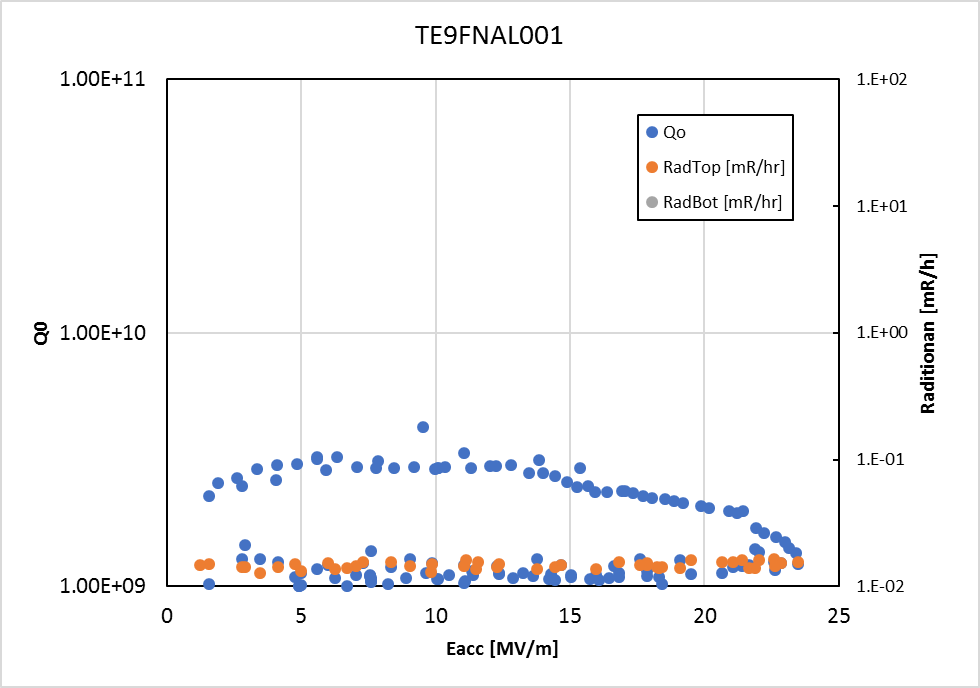 TE9FNAL001
1.00E+11
1.00E+10
1.00E+09
Q0
1.E+02
1.E+01
1.E+00
1.E-01
1.E-02
Raditionan [mR/h]
Qo
RadTop [mR/hr]
RadBot [mR/hr]
0 5 10 15 20 25
Eacc [MV/m]